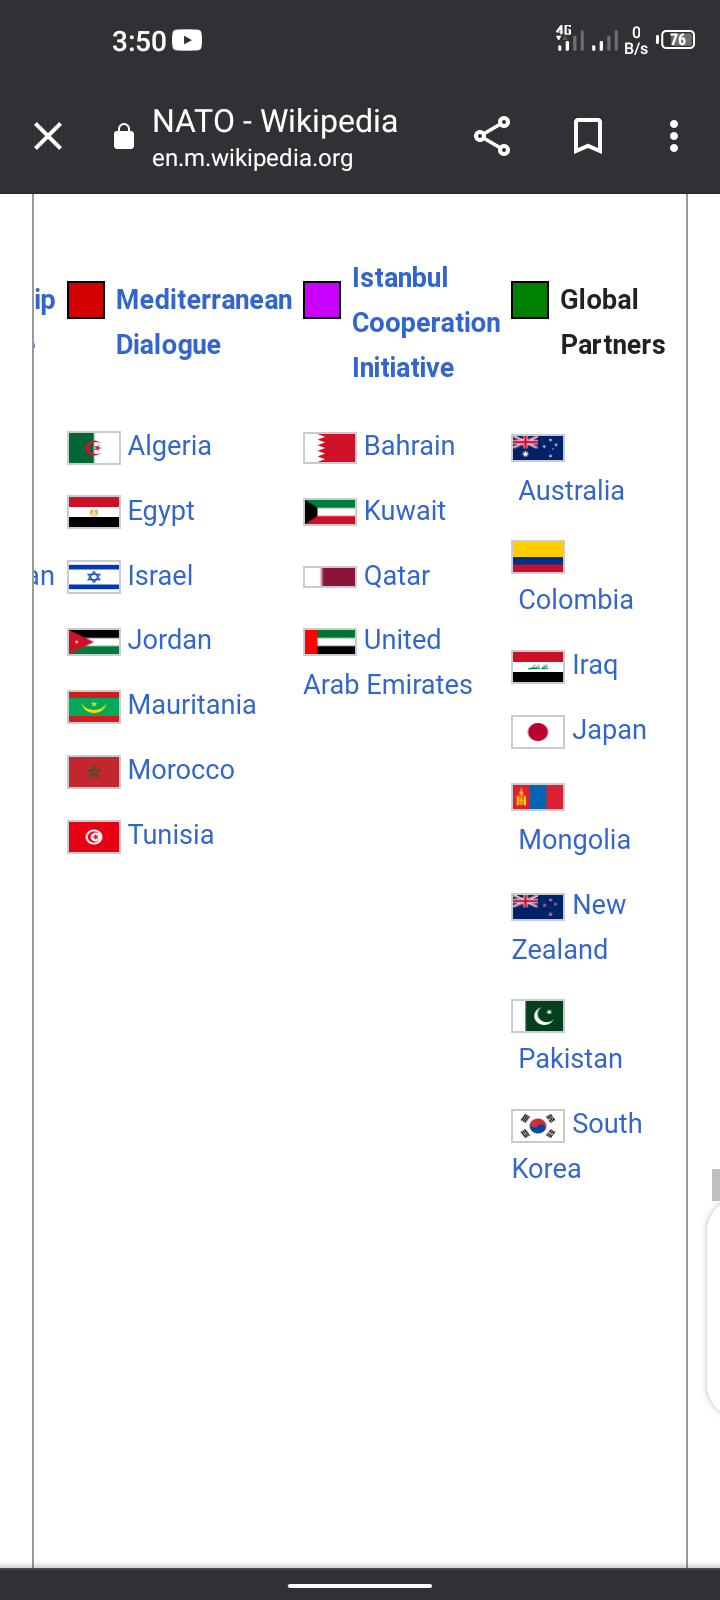 3:50
4G
0
B/s
76
NATO - Wikipedia
en.m.wikipedia.org
ip
Mediterranean
Dialogue
Istanbul
Cooperation
Initiative
Global
Partners
an
Algeria
Egypt
Israel
Jordan
Mauritania
Morocco
Tunisia
Bahrain
Kuwait
Qatar
United
Arab Emirates
Australia
Colombia
Iraq
Japan
Mongolia
New
Zealand
Pakistan
South
Korea